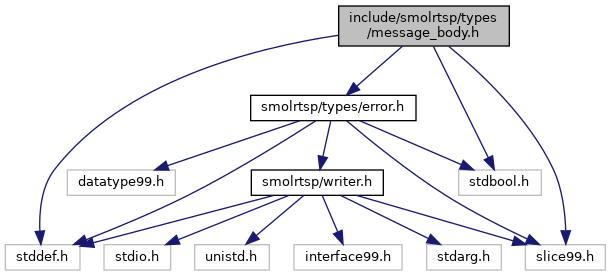 include/smolrtsp/types
/message_body.h
smolrtsp/types/error.h
datatype99.h
smolrtsp/writer.h
stdbool.h
stddef.h
stdio.h
unistd.h
interface99.h
stdarg.h
slice99.h